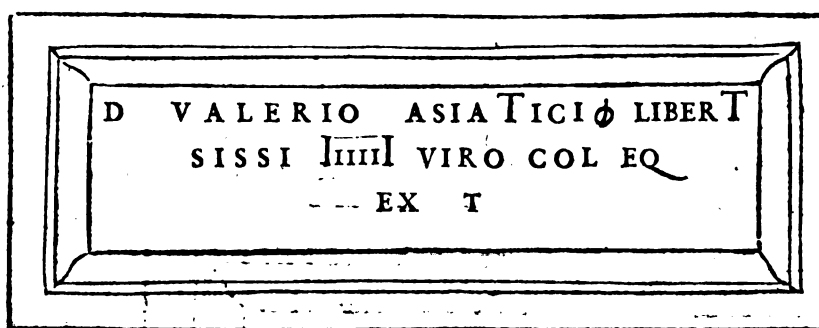 D VALERIO ASIATICI ϕ LIBERT
SISSI IIIIII VIRO COL EQ
EX T